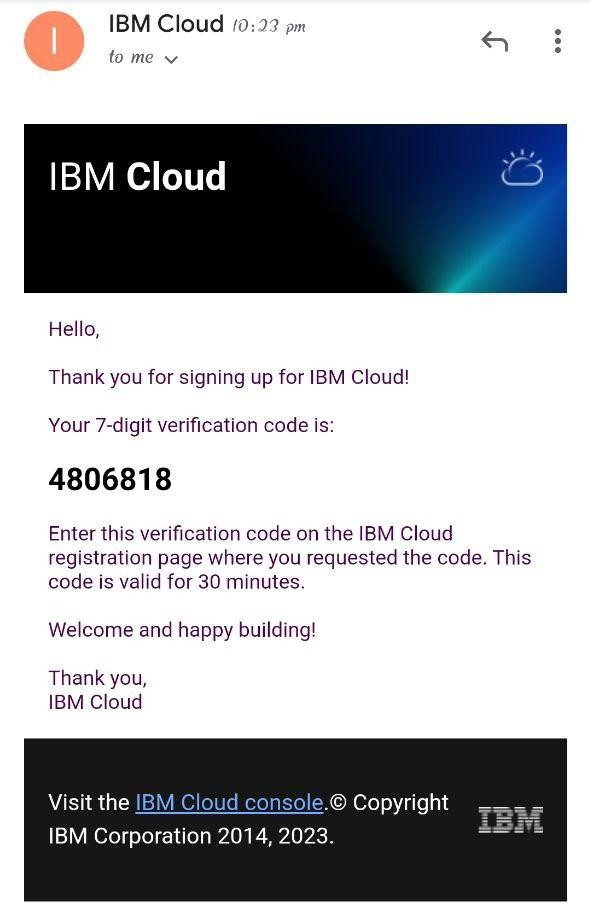 I
IBM Cloud 10:23 pm
to me
IBM Cloud
Hello,
Thank you for signing up for IBM Cloud!
Your 7-digit verification code is:
4806818
Enter this verification code on the IBM Cloud
registration page where you requested the code. This
code is valid for 30 minutes.
Welcome and happy building!
Thank you,
IBM Cloud
Visit the IBM Cloud console.© Copyright
IBM Corporation 2014, 2023.
IBM